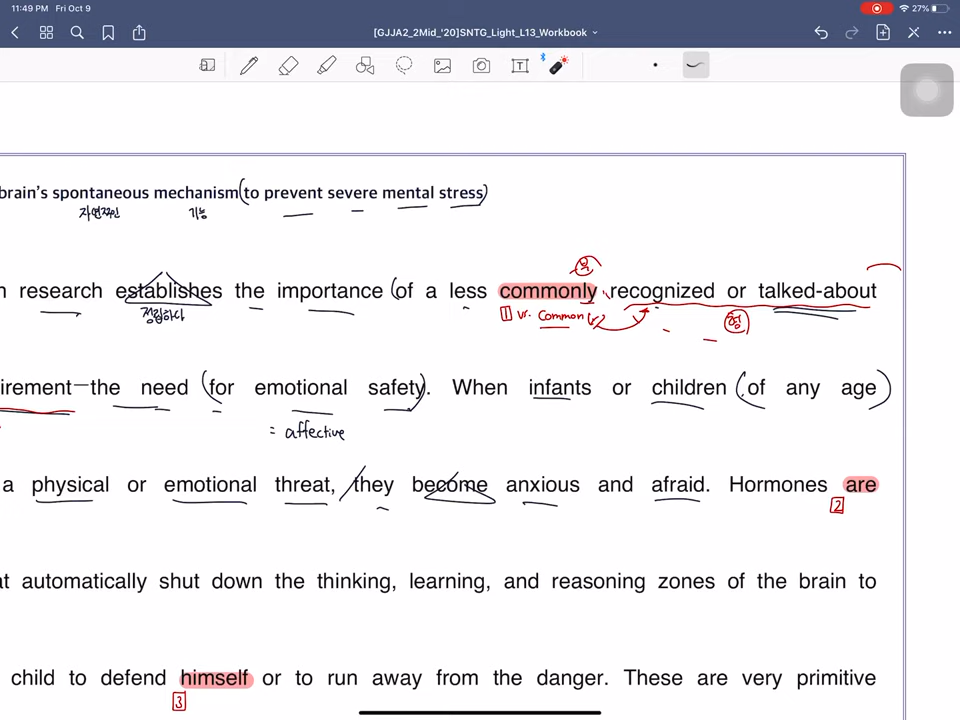 11:49 PM Fri Oct 9
27%
[GJJA2_2Mid_'20]SNTG_Light_L13_Workbook
T
brain's spontaneous mechanism(to prevent severe mental stress)
자연적인 기능
부
research establishes the importance (of a less commonly recognized or talked-about
정립하다 1 vs. Common 형
irement—the need (for emotional safety). When infants or children (of any age)
= affective
a physical or emotional threat, they become anxious and afraid. Hormones are
2
at automatically shut down the thinking, learning, and reasoning zones of the brain to
child to defend himself or to run away from the danger. These are very primitive
3